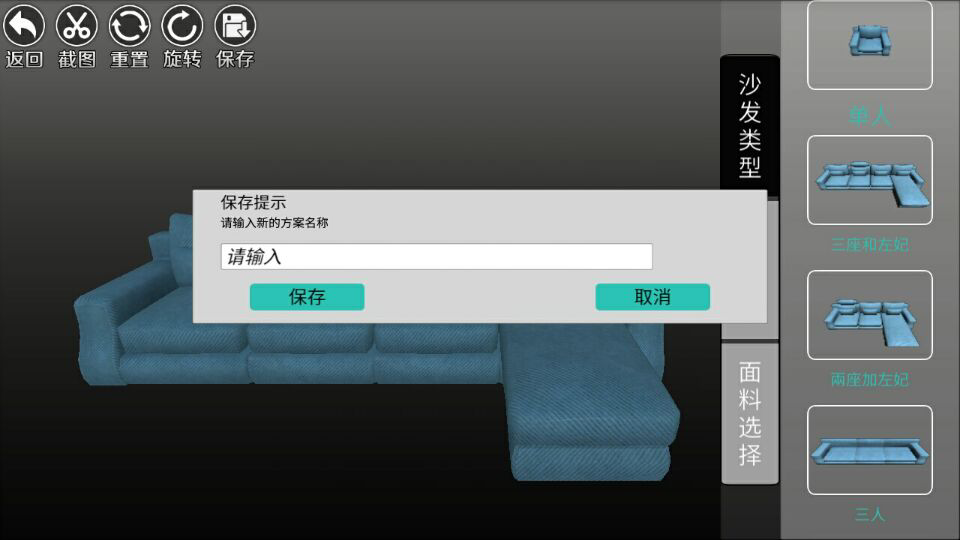 返回 截图 重置 旋转 保存
沙发类型
面料选择
保存提示
请输入新的方案名称
请输入
保存 取消
单人
三座和左妃
兩座加左妃
三人